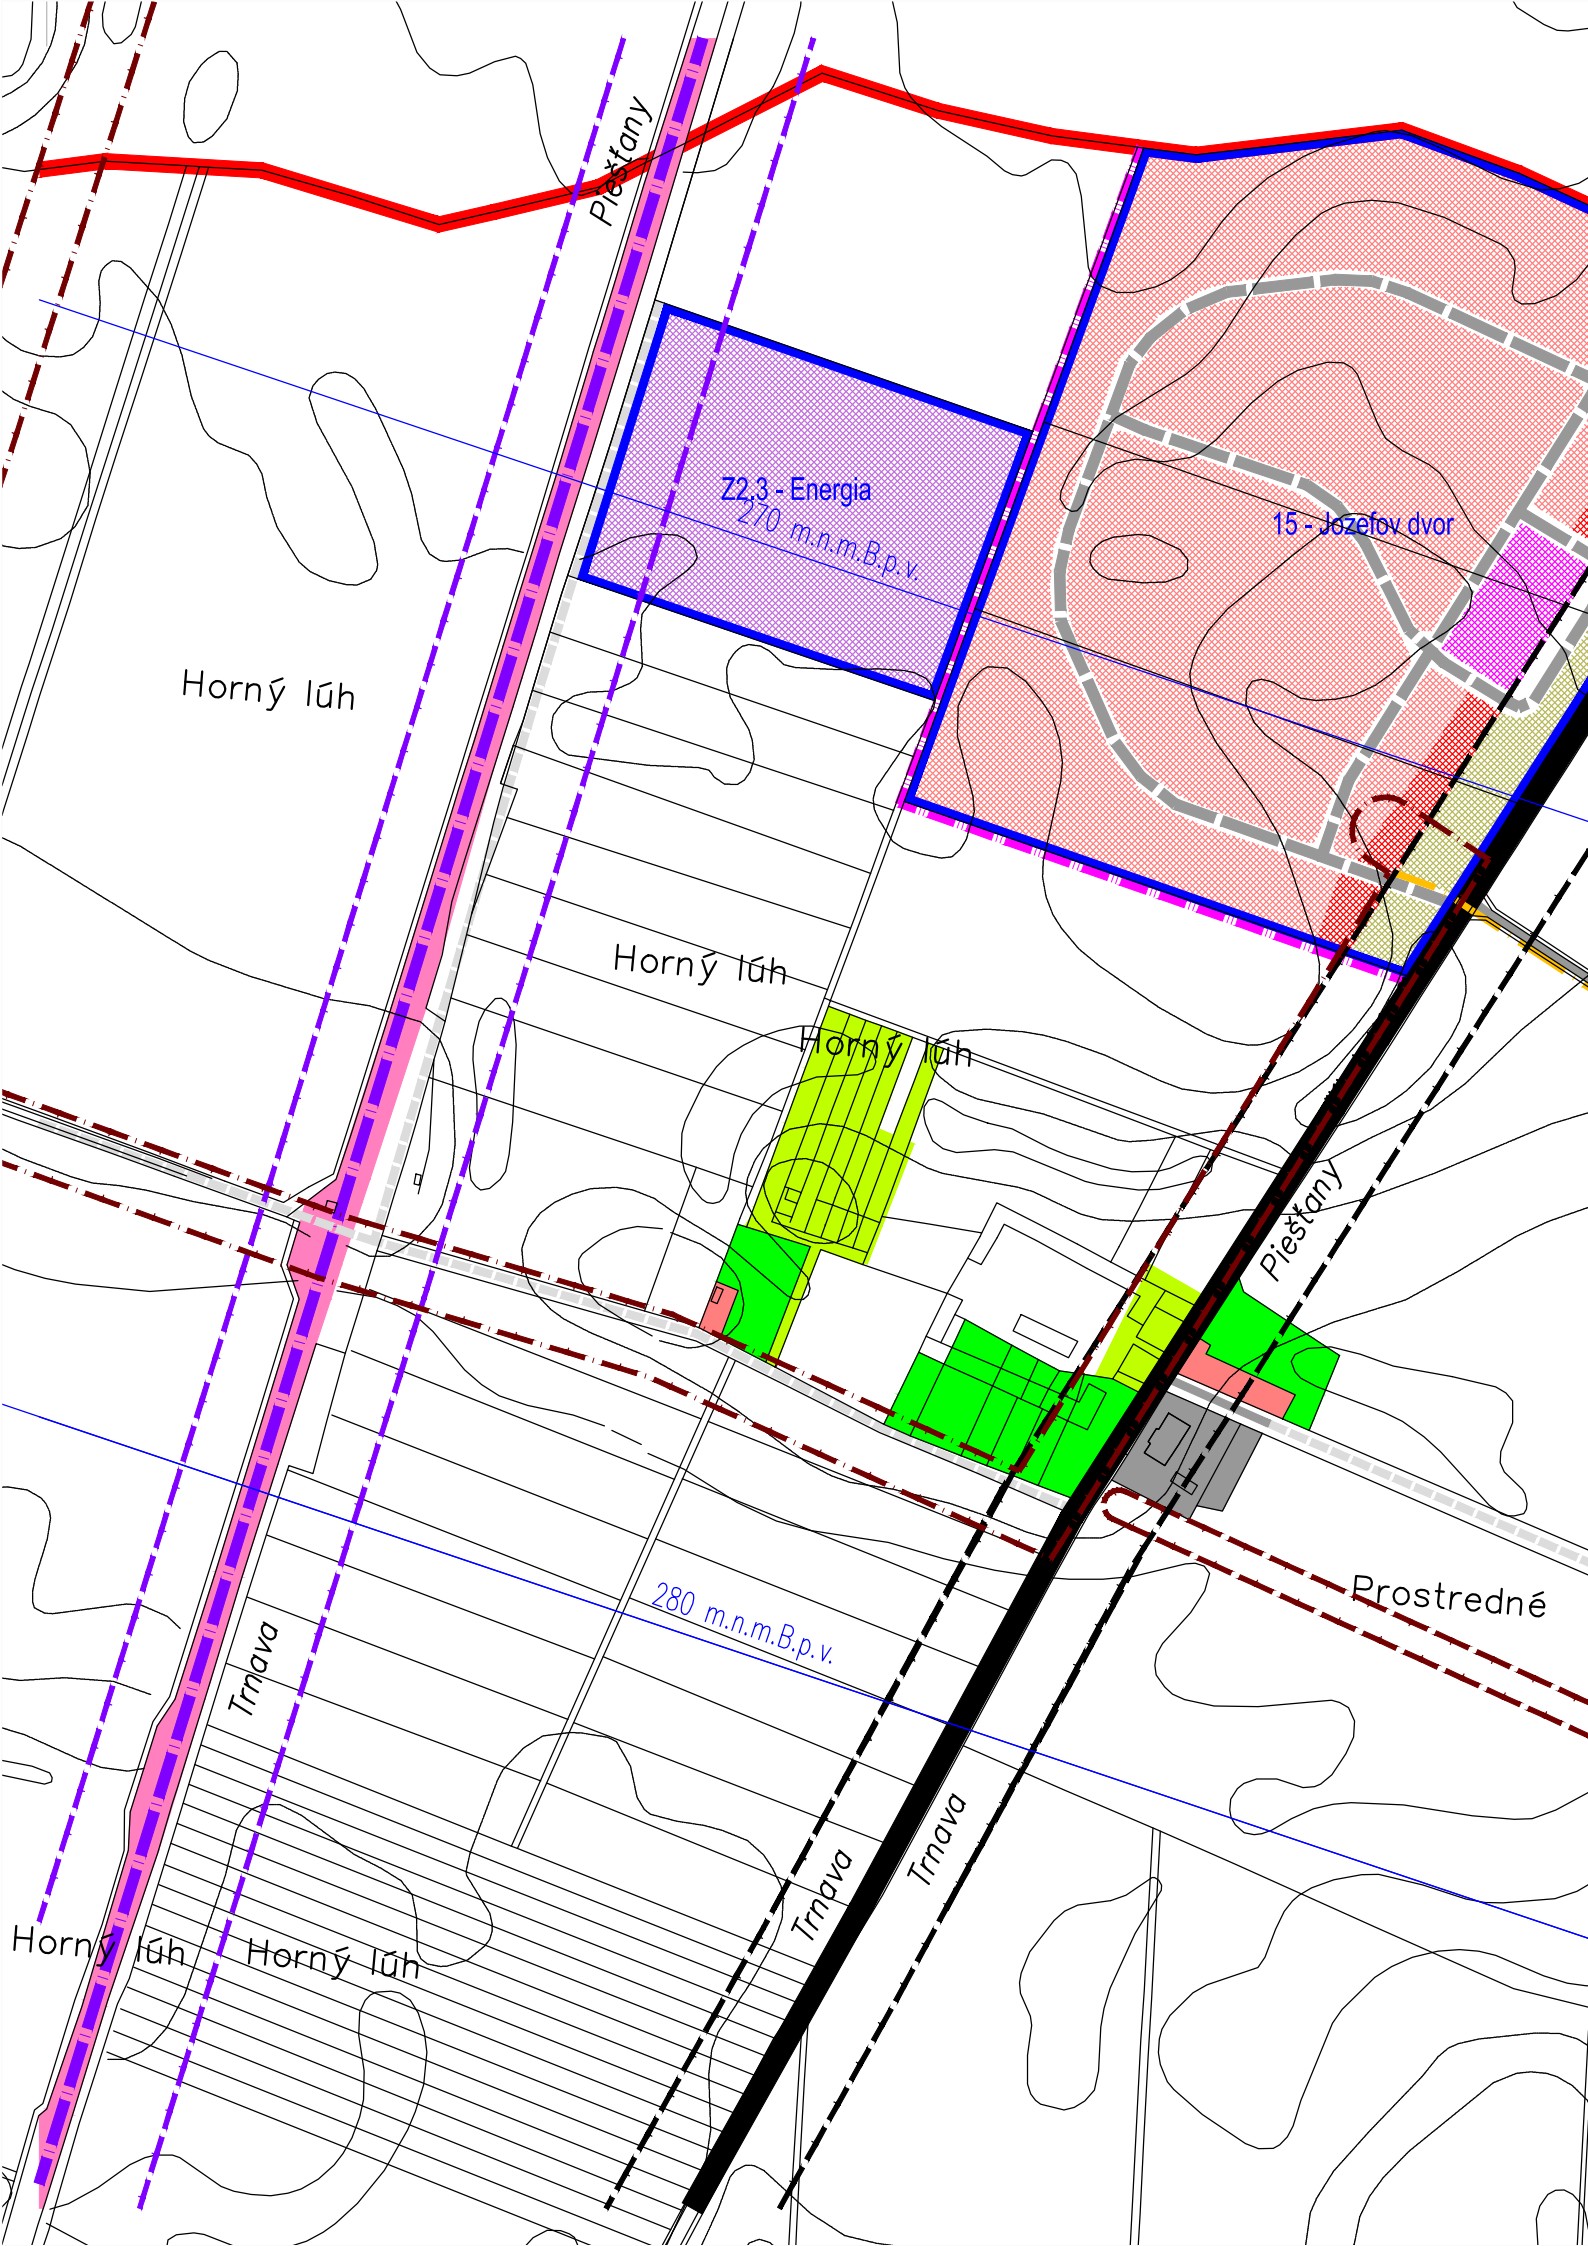 Piešťany
Z2.3 - Energia
270 m.n.m.B.p.v.
15 - Jozefov dvor
Horný lúh
Horný lúh
Horný lúh
Piešťany
Prostredné
280 m.n.m.B.p.v.
Trnava
Trnava
Trnava
Horný lúh
Horný lúh